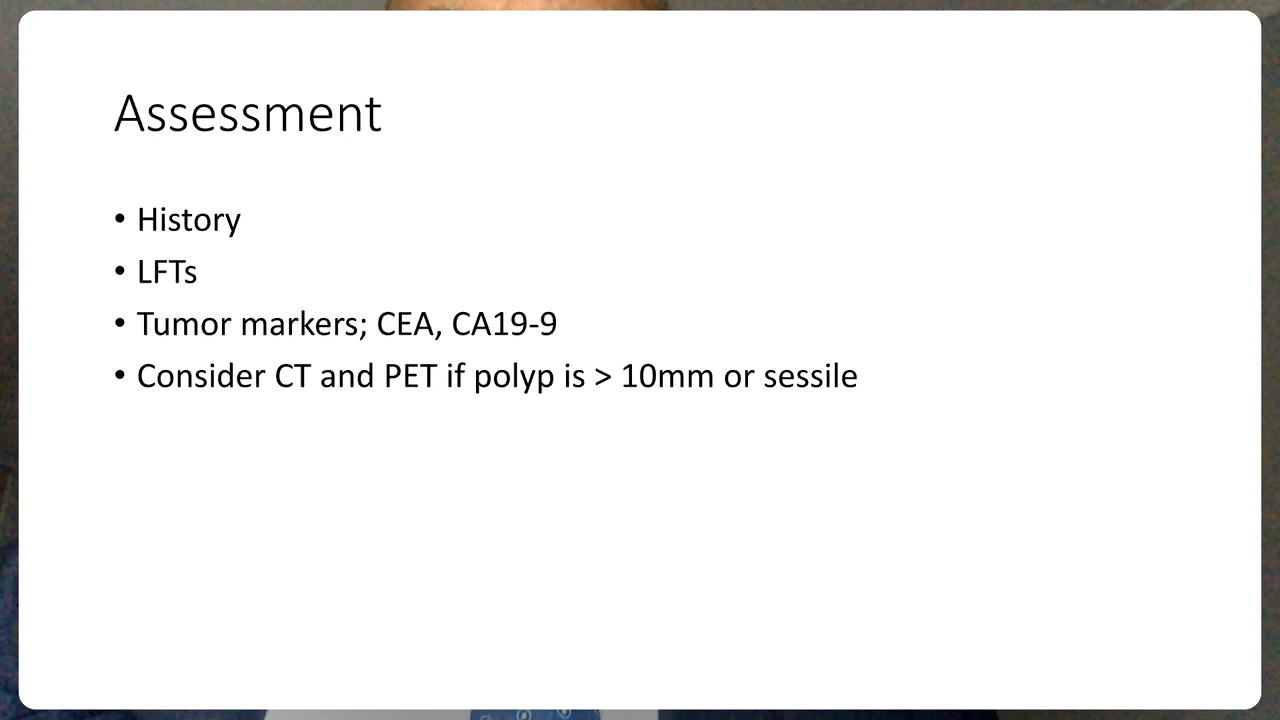 Assessment
• History
• LFTs
• Tumor markers; CEA, CA19-9
• Consider CT and PET if polyp is > 10mm or sessile